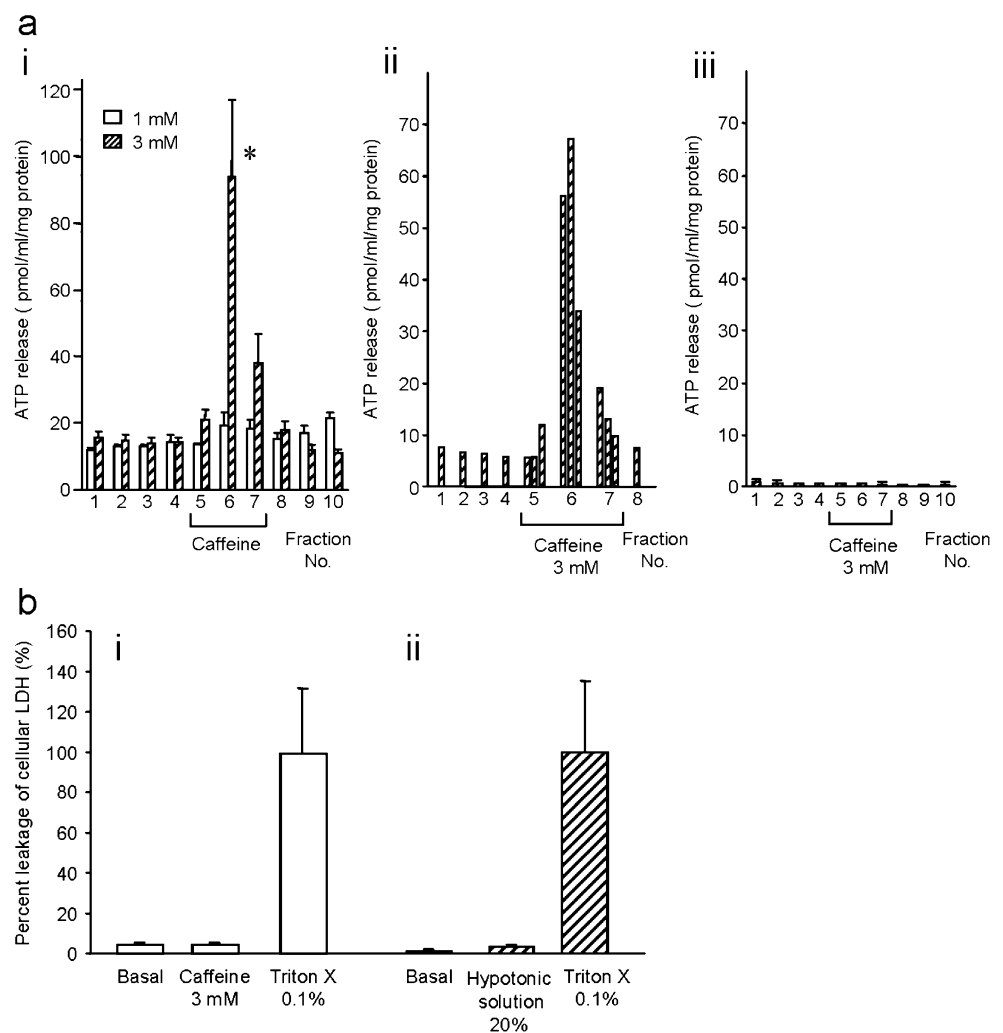 a
i
ATP release ( pmol/ml/mg protein)
120
100
80
60
40
20
0
1 mM
3 mM
*
1 2 3 4 5 6 7 8 9 10
Caffeine
Fraction
No.
ii
ATP release ( pmol/ml/mg protein)
70
60
50
40
30
20
10
0
1 2 3 4 5 6 7 8
Caffeine
3 mM
Fraction
No.
iii
ATP release ( pmol/ml/mg protein)
70
60
50
40
30
20
10
0
1 2 3 4 5 6 7 8 9 10
Caffeine
3 mM
Fraction
No.
b
Percent leakage of cellular LDH (%)
160
140
120
100
80
60
40
20
0
i
Basal
Caffeine
3 mM
Triton X
0.1%
ii
Basal
Hypotonic
solution
20%
Triton X
0.1%